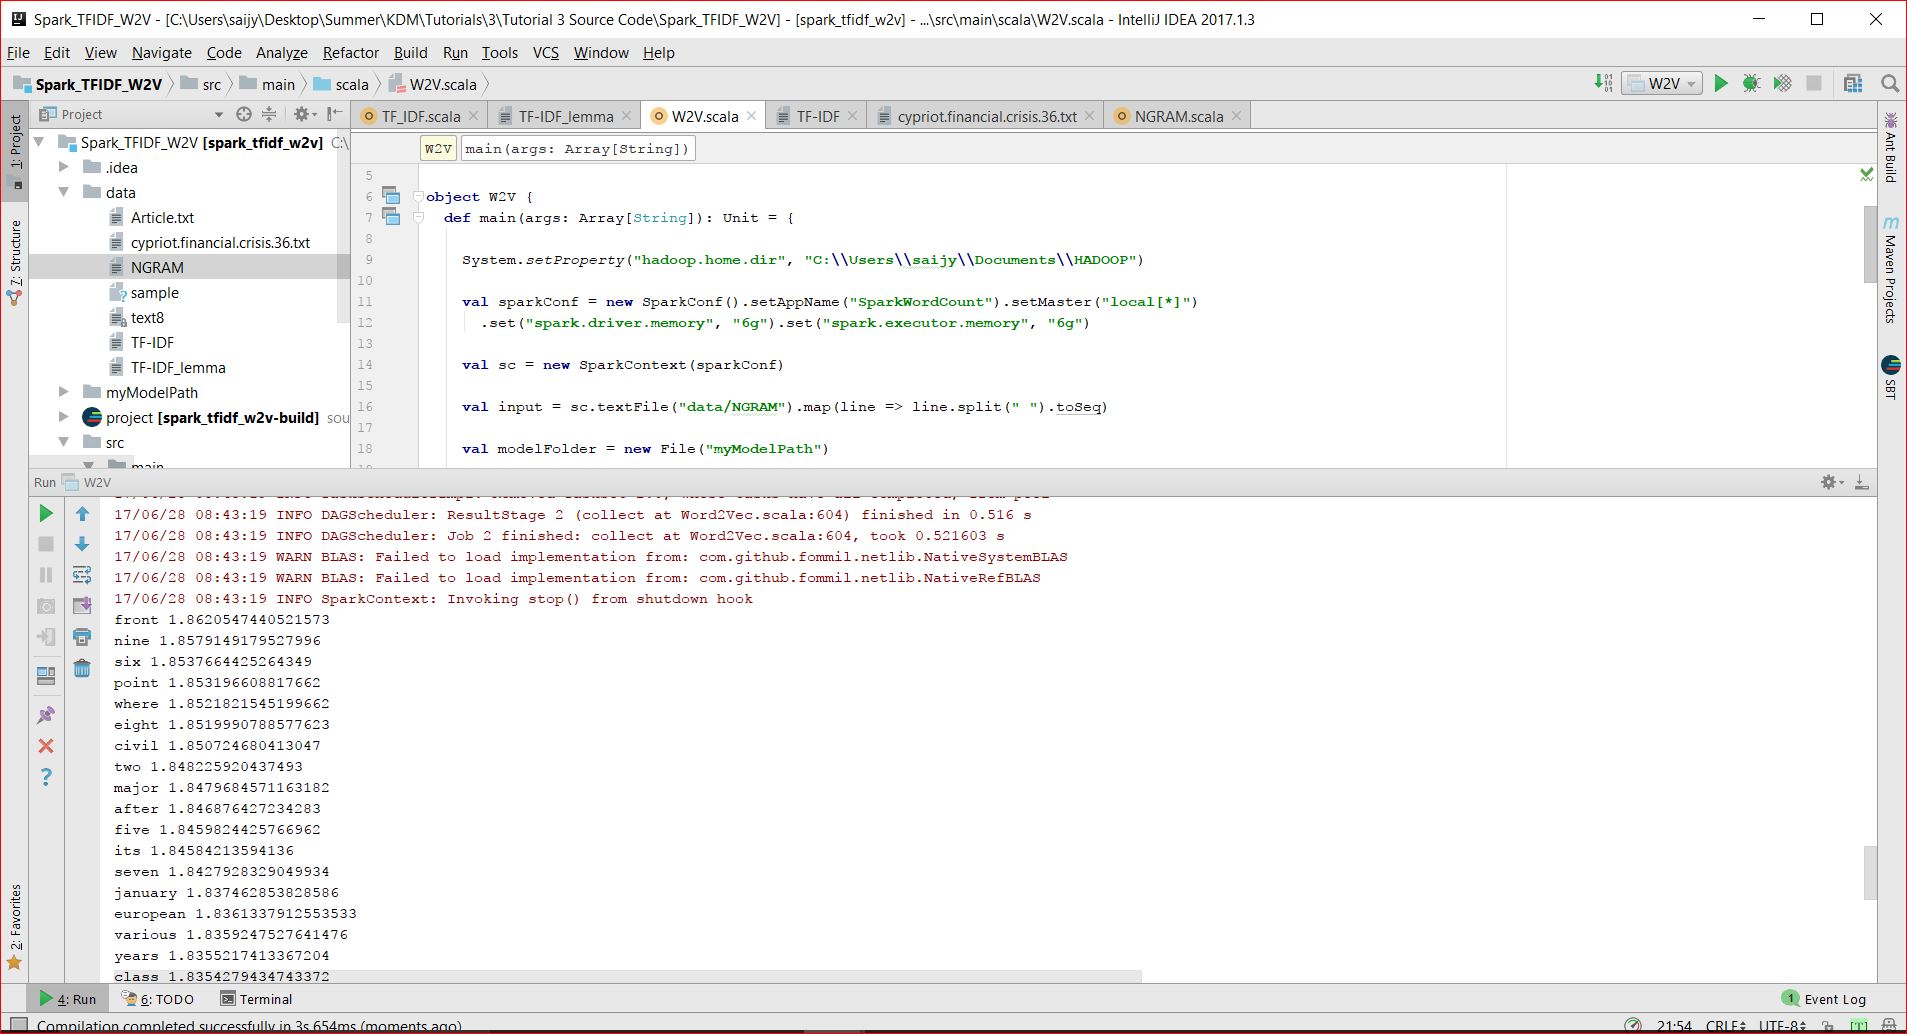 Spark_TFIDF_W2V - [C:\Users\saijy\Desktop\Summer\KDM\Tutorials\3\Tutorial 3 Source Code\Spark_TFIDF_W2V] - [spark_tfidf_w2v] - ...\src\main\scala\W2V.scala - IntelliJ IDEA 2017.1.3
File Edit View Navigate Code Analyze Refactor Build Run Tools VCS Window Help
Spark_TFIDF_W2V src main scala W2V.scala W2V
Project TF_IDF.scala TF-IDF_lemma W2V.scala TF-IDF cypriot.financial.crisis.36.txt NGRAM.scala
1: Project
7: Structure
2: Favorites
Spark_TFIDF_W2V [spark_tfidf_w2v] C:\
.idea
data
Article.txt
cypriot.financial.crisis.36.txt
NGRAM
sample
text8
TF-IDF
TF-IDF_lemma
myModelPath
project [spark_tfidf_w2v-build] sou
src
main
W2V main(args: Array[String])
5
6 object W2V {
7 def main(args: Array[String]): Unit = {
8
9 System.setProperty("hadoop.home.dir", "C:\\Users\\saijy\\Documents\\HADOOP")
10
11 val sparkConf = new SparkConf().setAppName("SparkWordCount").setMaster("local[*]")
12 .set("spark.driver.memory", "6g").set("spark.executor.memory", "6g")
13
14 val sc = new SparkContext(sparkConf)
15
16 val input = sc.textFile("data/NGRAM").map(line => line.split(" ").toSeq)
17
18 val modelFolder = new File("myModelPath")
Ant Build
Maven Projects
SBT
Run W2V
17/06/28 08:43:19 INFO DAGScheduler: ResultStage 2 (collect at Word2Vec.scala:604) finished in 0.516 s
17/06/28 08:43:19 INFO DAGScheduler: Job 2 finished: collect at Word2Vec.scala:604, took 0.521603 s
17/06/28 08:43:19 WARN BLAS: Failed to load implementation from: com.github.fommil.netlib.NativeSystemBLAS
17/06/28 08:43:19 WARN BLAS: Failed to load implementation from: com.github.fommil.netlib.NativeRefBLAS
17/06/28 08:43:19 INFO SparkContext: Invoking stop() from shutdown hook
front 1.8620547440521573
nine 1.8579149179527996
six 1.8537664425264349
point 1.853196608817662
where 1.8521821545199662
eight 1.8519990788577623
civil 1.850724680413047
two 1.848225920437493
major 1.8479684571163182
after 1.846876427234283
five 1.8459824425766962
its 1.84584213594136
seven 1.8427928329049934
january 1.837462853828586
european 1.8361337912553533
various 1.8359247527641476
years 1.8355217413367204
class 1.8354279434743372
4: Run 6: TODO Terminal 1 Event Log
Compilation completed successfully in 3s 654ms (moments ago) 21:54 CRLF UTF-8 [T]